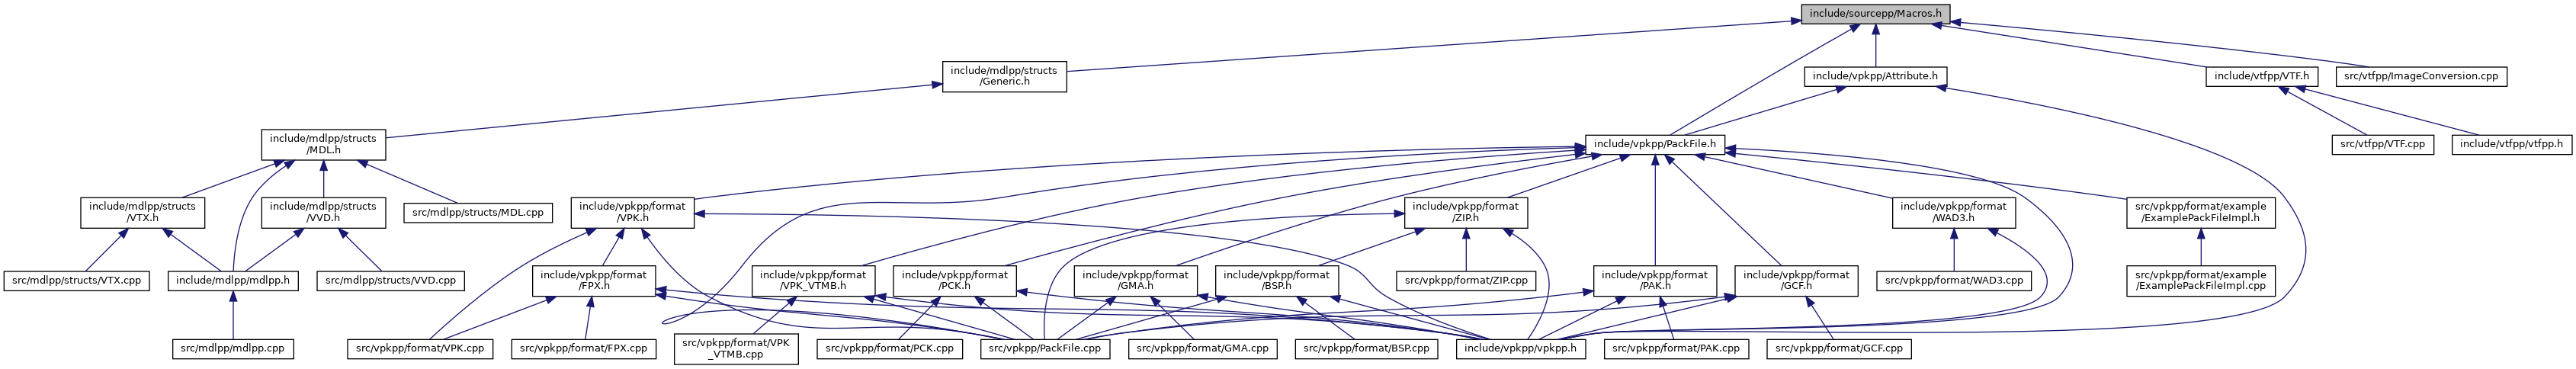 include/sourcepp/Macros.h
include/mdlpp/structs
/Generic.h
include/vpkpp/Attribute.h
include/vtfpp/VTF.h
src/vtfpp/ImageConversion.cpp
include/mdlpp/structs
/MDL.h
include/vpkpp/PackFile.h
src/vtfpp/VTF.cpp
include/vtfpp/vtfpp.h
include/mdlpp/structs
/VTX.h
include/mdlpp/structs
/VVD.h
src/mdlpp/structs/MDL.cpp
include/vpkpp/format
/VPK.h
include/vpkpp/format
/ZIP.h
include/vpkpp/format
/WAD3.h
src/vpkpp/format/example
/ExamplePackFileImpl.h
src/mdlpp/structs/VTX.cpp
include/mdlpp/mdlpp.h
src/mdlpp/structs/VVD.cpp
include/vpkpp/format
/FPX.h
include/vpkpp/format
/VPK_VTMB.h
include/vpkpp/format
/PCK.h
include/vpkpp/format
/GMA.h
include/vpkpp/format
/BSP.h
src/vpkpp/format/ZIP.cpp
include/vpkpp/format
/PAK.h
include/vpkpp/format
/GCF.h
src/vpkpp/format/WAD3.cpp
src/vpkpp/format/example
/ExamplePackFileImpl.cpp
src/mdlpp/mdlpp.cpp
src/vpkpp/format/VPK.cpp
src/vpkpp/format/FPX.cpp
src/vpkpp/format/VPK
_VTMB.cpp
src/vpkpp/format/PCK.cpp
src/vpkpp/PackFile.cpp
src/vpkpp/format/GMA.cpp
src/vpkpp/format/BSP.cpp
include/vpkpp/vpkpp.h
src/vpkpp/format/PAK.cpp
src/vpkpp/format/GCF.cpp